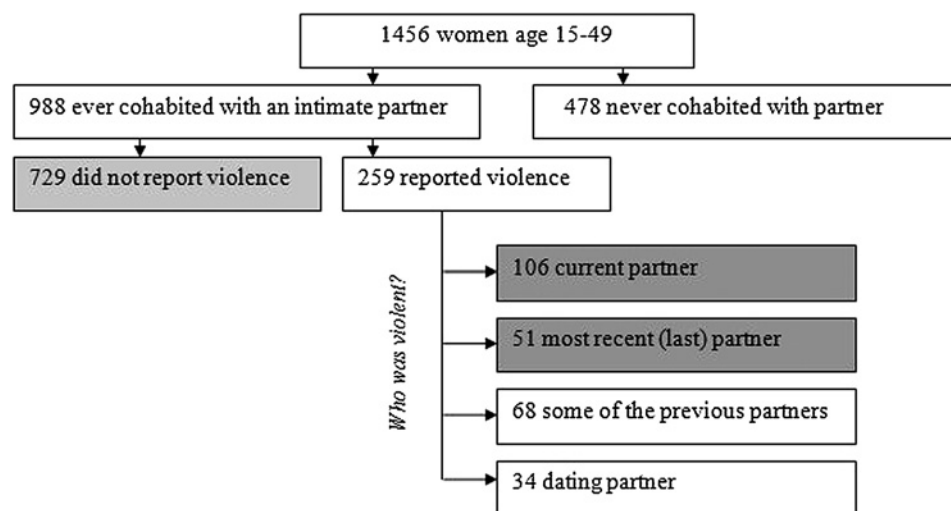 1456 women age 15-49
988 ever cohabited with an intimate partner
478 never cohabited with partner
729 did not report violence
259 reported violence
Who was violent?
106 current partner
51 most recent (last) partner
68 some of the previous partners
34 dating partner